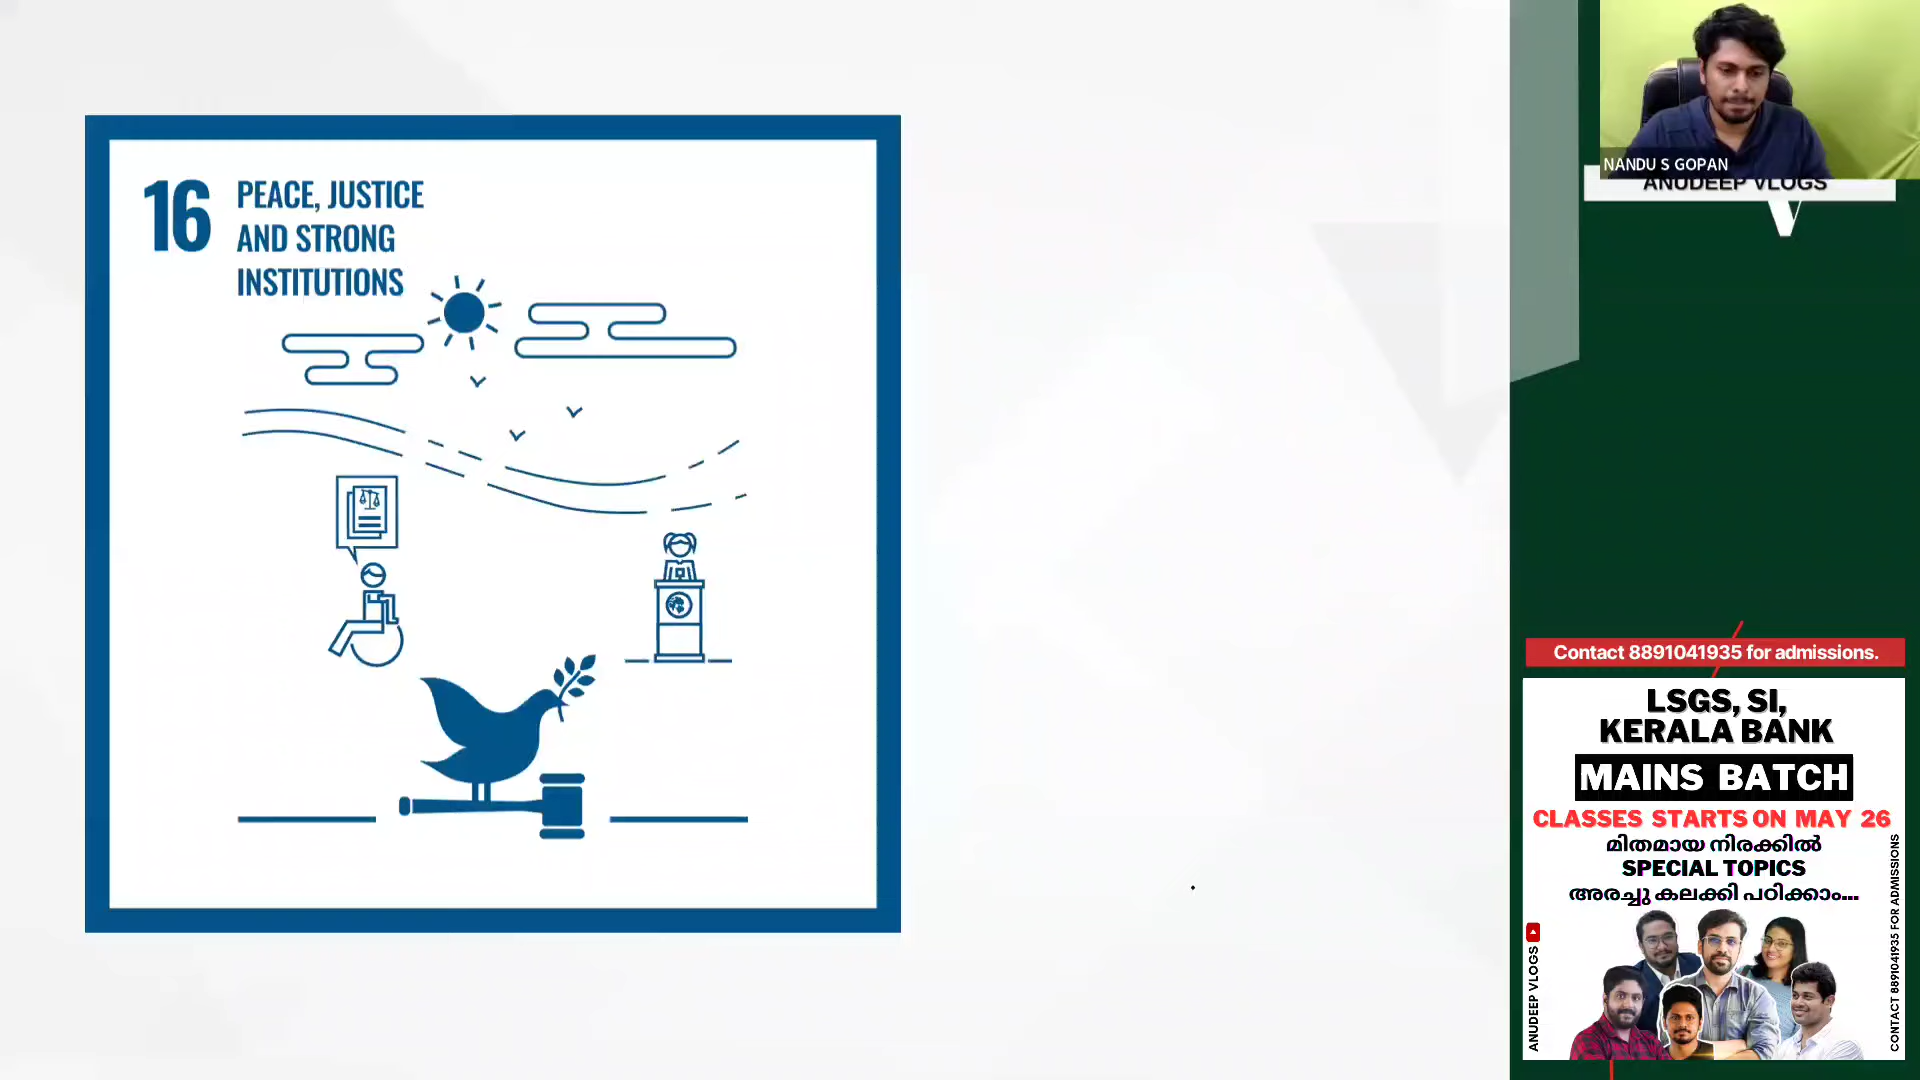 16
PEACE, JUSTICE
AND STRONG
INSTITUTIONS
NANDU S GOPAN
ANUDEEP VLOGS
Contact 8891041935 for admissions.
LSGS, SI,
KERALA BANK
MAINS BATCH
CLASSES STARTS ON MAY 26
മിതമായ നിരക്കിൽ
SPECIAL TOPICS
അരച്ചു കലക്കി പഠിക്കാം...
ANUDEEP VLOGS
CONTACT 8891041935 FOR ADMISSIONS